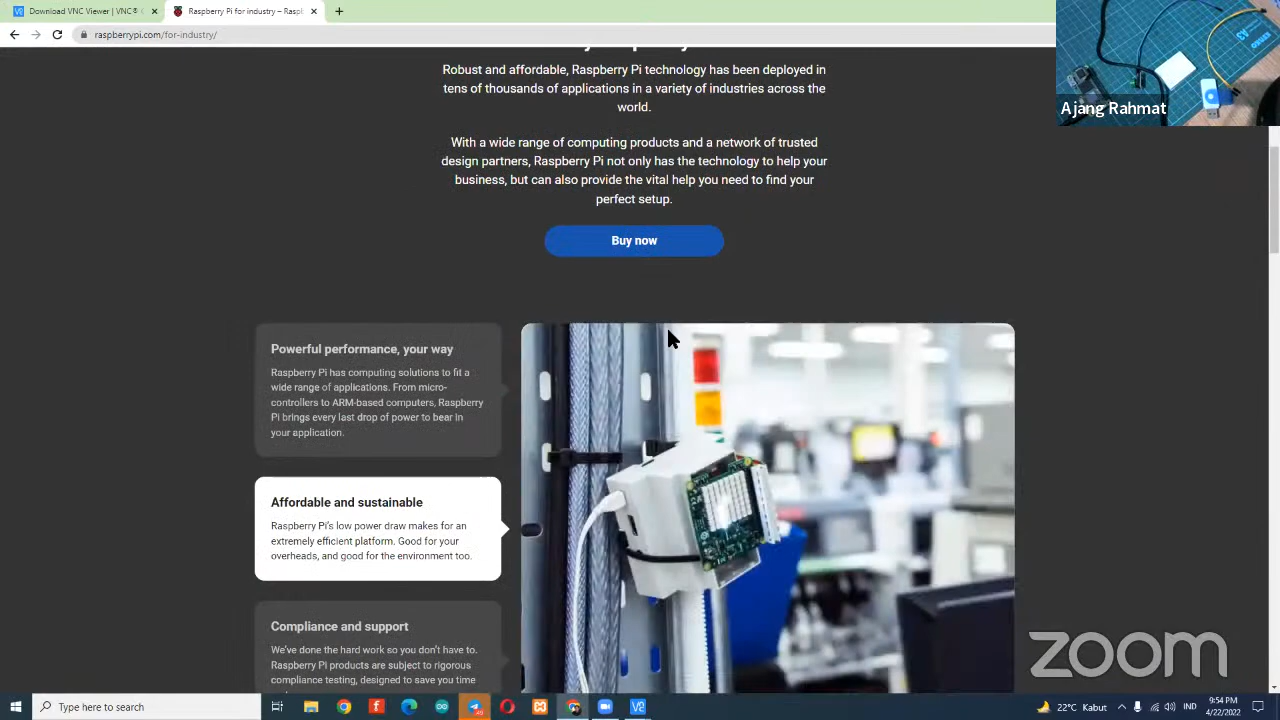 Download VNC Viewer | VNC®
Raspberry Pi for industry – Rasp
raspberrypi.com/for-industry/
A3
Ajang Rahmat
Robust and affordable, Raspberry Pi technology has been deployed in
tens of thousands of applications in a variety of industries across the
world.
With a wide range of computing products and a network of trusted
design partners, Raspberry Pi not only has the technology to help your
business, but can also provide the vital help you need to find your
perfect setup.
Buy now
Powerful performance, your way
Raspberry Pi has computing solutions to fit a
wide range of applications. From micro-
controllers to ARM-based computers, Raspberry
Pi brings every last drop of power to bear in
your application.
Affordable and sustainable
Raspberry Pi's low power draw makes for an
extremely efficient platform. Good for your
overheads, and good for the environment too.
Compliance and support
We've done the hard work so you don't have to.
Raspberry Pi products are subject to rigorous
compliance testing, designed to save you time
zoom
Type here to search
22°C Kabut
IND
9:54 PM
4/22/2022